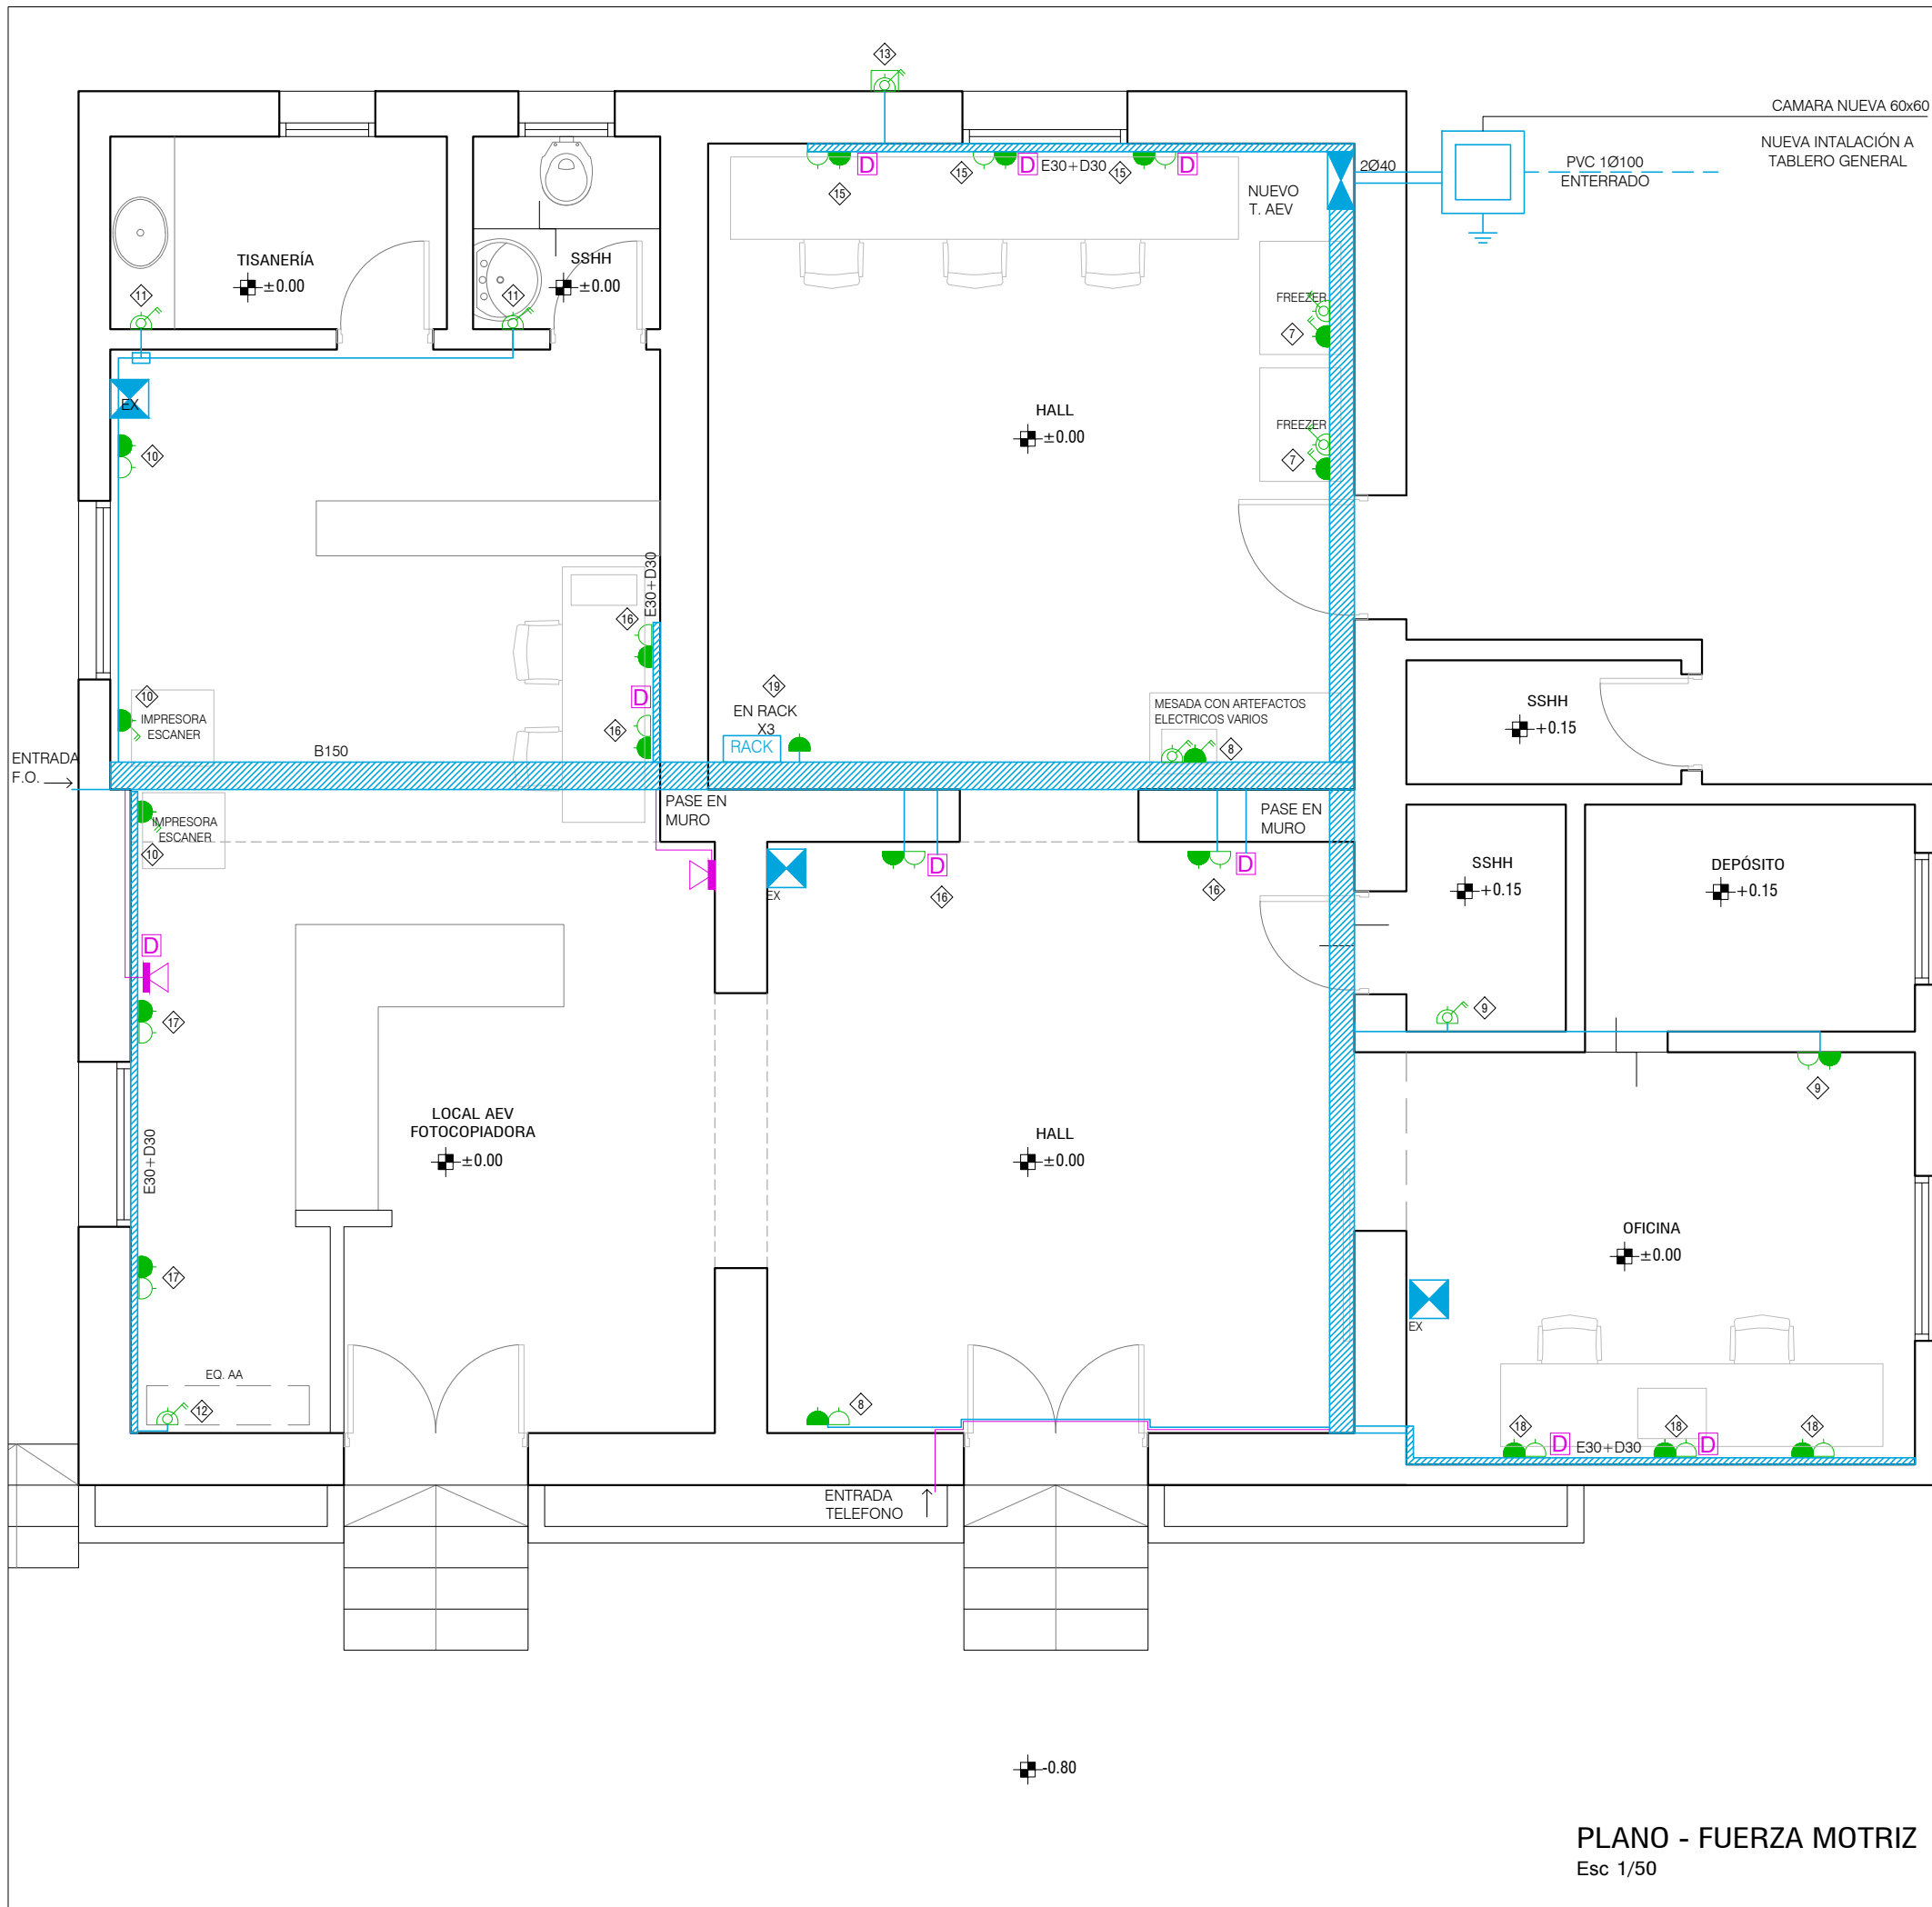 13
CAMARA NUEVA 60x60
NUEVA INTALACIÓN A
TABLERO GENERAL
PVC 1Ø100
ENTERRADO
2Ø40
D
D
D
E30+D30
15
15
15
NUEVO
T. AEV
TISANERÍA
±0.00
SSHH
±0.00
11
11
FREEZER
7
EX
HALL
±0.00
FREEZER
7
10
E30+D30
16
D
16
10
IMPRESORA
ESCANER
19
EN RACK
X3
RACK
MESADA CON ARTEFACTOS
ELECTRICOS VARIOS
8
SSHH
+0.15
ENTRADA
F.O.
B150
PASE EN
MURO
PASE EN
MURO
IMPRESORA
ESCANER
10
EX
D
16
D
16
SSHH
+0.15
DEPÓSITO
+0.15
D
17
9
9
LOCAL AEV
FOTOCOPIADORA
±0.00
HALL
±0.00
E30+D30
17
OFICINA
±0.00
EX
EQ. AA
12
8
18
D
E30+D30
18
D
18
ENTRADA
TELEFONO
-0.80
PLANO - FUERZA MOTRIZ
Esc 1/50